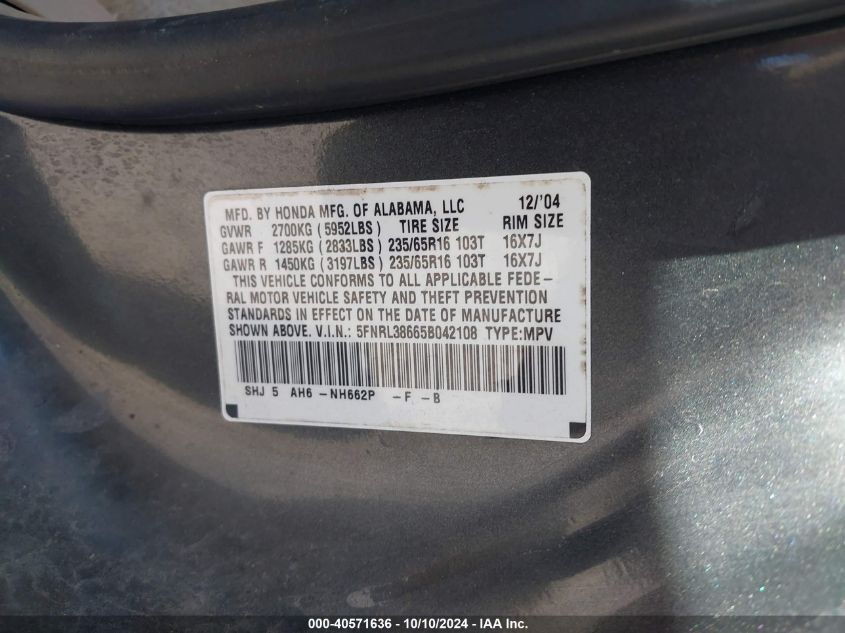 MFD. BY HONDA MFG. OF ALABAMA, LLC 12/'04
GVWR 2700KG (5952LBS) TIRE SIZE RIM SIZE
GAWR F 1285KG (2833LBS) 235/65R16 103T 16X7J
GAWR R 1450KG (3197LBS) 235/65R16 103T 16X7J
THIS VEHICLE CONFORMS TO ALL APPLICABLE FEDE-
RAL MOTOR VEHICLE SAFETY AND THEFT PREVENTION
STANDARDS IN EFFECT ON THE DATE OF MANUFACTURE
SHOWN ABOVE. V.I.N.: 5FNRL38665B042108 TYPE:MPV
SHJ 5 AH6 -NH662P -F -B
000-40571636 - 10/10/2024 - IAA Inc.